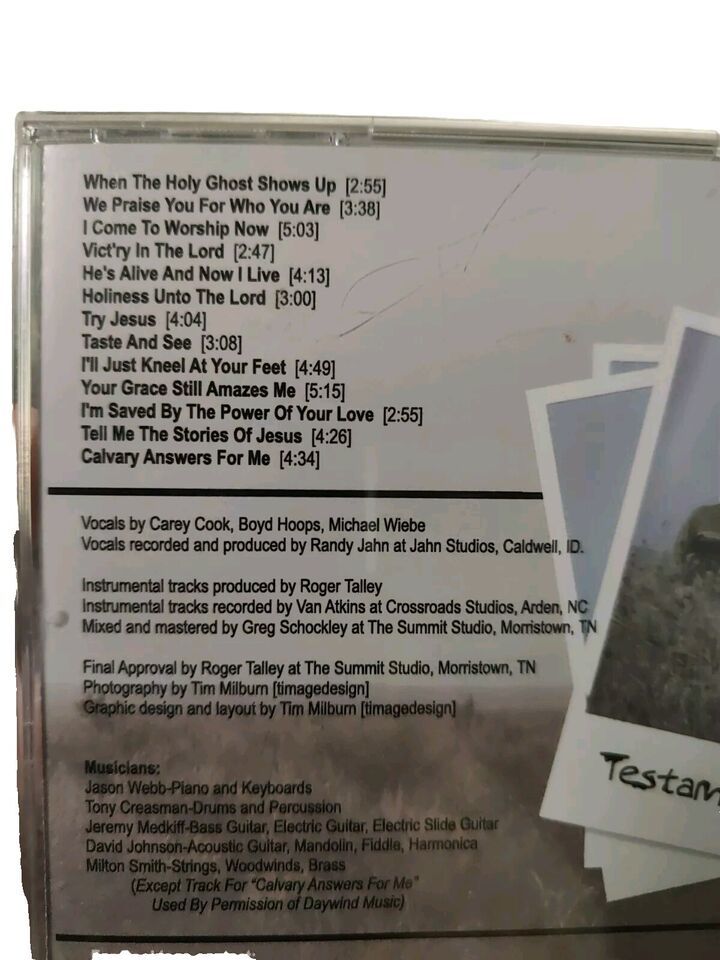 When The Holy Ghost Shows Up [2:55]
We Praise You For Who You Are [3:38]
I Come To Worship Now [5:03]
Vict'ry In The Lord [2:47]
He's Alive And Now I Live [4:13]
Holiness Unto The Lord [3:00]
Try Jesus [4:04]
Taste And See [3:08]
I'll Just Kneel At Your Feet [4:49]
Your Grace Still Amazes Me [5:15]
I'm Saved By The Power Of Your Love [2:55]
Tell Me The Stories Of Jesus [4:26]
Calvary Answers For Me [4:34]
Vocals by Carey Cook, Boyd Hoops, Michael Wiebe
Vocals recorded and produced by Randy Jahn at Jahn Studios, Caldwell, ID.
Instrumental tracks produced by Roger Talley
Instrumental tracks recorded by Van Atkins at Crossroads Studios, Arden, NC
Mixed and mastered by Greg Schockley at The Summit Studio, Morristown, TN
Final Approval by Roger Talley at The Summit Studio, Morristown, TN
Photography by Tim Milburn [timagedesign]
Graphic design and layout by Tim Milburn [timagedesign]
Testam
Musicians:
Jason Webb-Piano and Keyboards
Tony Creasman-Drums and Percussion
Jeremy Medkiff-Bass Guitar, Electric Guitar, Electric Slide Guitar
David Johnson-Acoustic Guitar, Mandolin, Fiddle, Harmonica
Milton Smith-Strings, Woodwinds, Brass
(Except Track For "Calvary Answers For Me"
Used By Permission of Daywind Music)